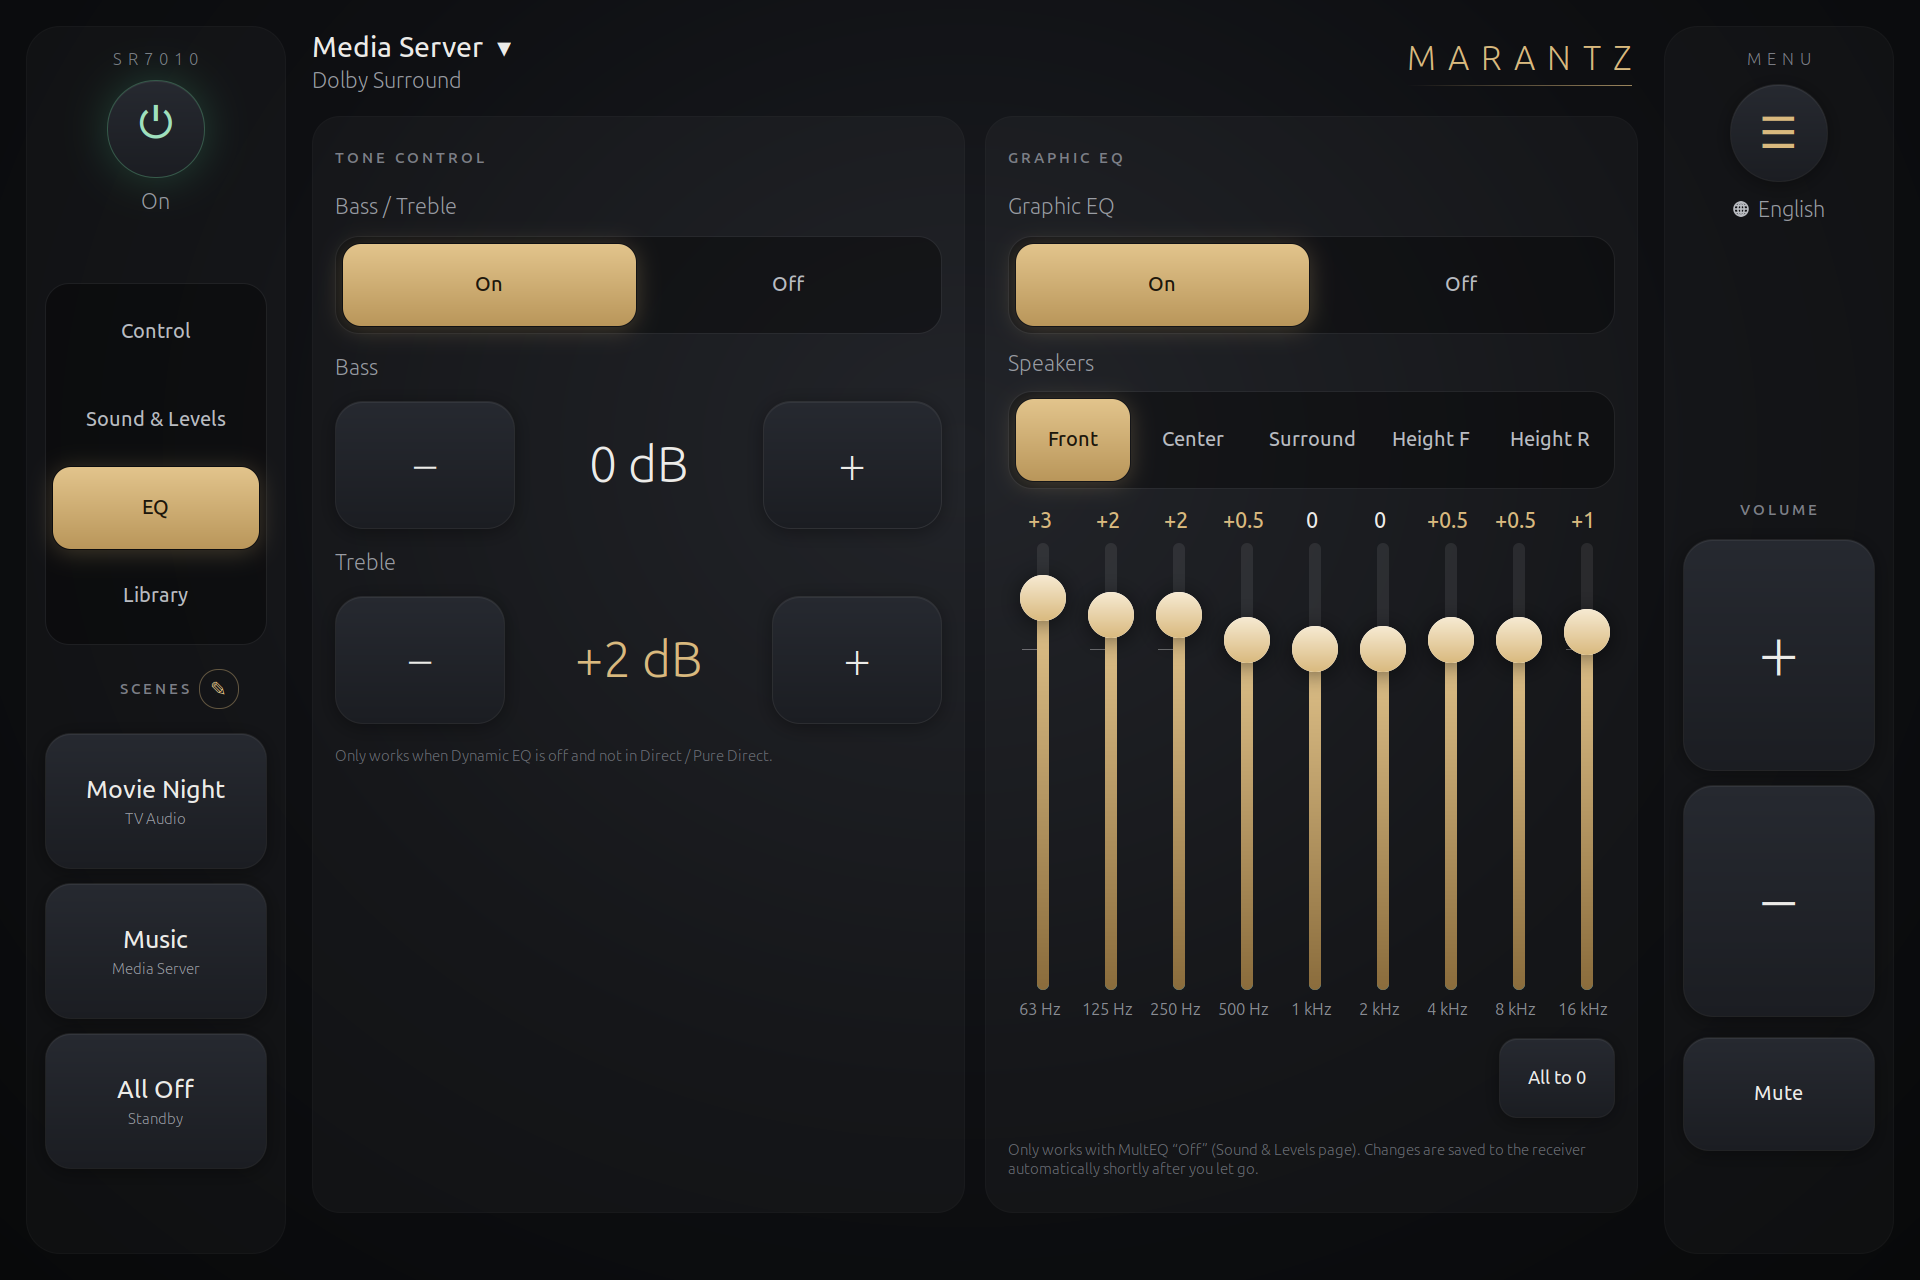 SR7010
On
Control
Sound & Levels
EQ
Library
SCENES ✎
Movie Night
TV Audio
Music
Media Server
All Off
Standby
Media Server ▼
Dolby Surround
MARANTZ
TONE CONTROL
Bass / Treble
On Off
Bass
− 0 dB +
Treble
− +2 dB +
Only works when Dynamic EQ is off and not in Direct / Pure Direct.
GRAPHIC EQ
Graphic EQ
On Off
Speakers
Front Center Surround Height F Height R
+3 +2 +2 +0.5 0 0 +0.5 +0.5 +1
63 Hz 125 Hz 250 Hz 500 Hz 1 kHz 2 kHz 4 kHz 8 kHz 16 kHz
All to 0
Only works with MultEQ “Off” (Sound & Levels page). Changes are saved to the receiver
automatically shortly after you let go.
MENU
☰
English
VOLUME
+
−
Mute